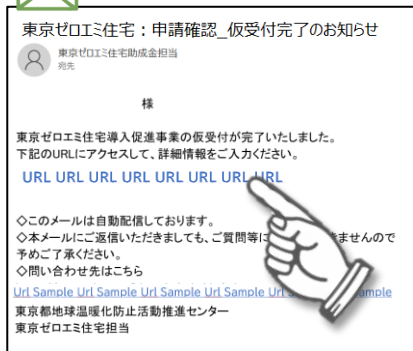 東京ゼロエミ住宅：申請確認_仮受付完了のお知らせ
東京ゼロエミ住宅助成金担当
宛先
様
東京ゼロエミ住宅導入促進事業の仮受付が完了いたしました。
下記のURLにアクセスして、詳細情報をご入力ください。
URL URL URL URL URL URL URL URL
◇このメールは自動配信しております。
◇本メールにご返信いただきましても、ご質問等に きませんので
予めご了承ください。
◇問い合わせ先はこちら
Url Sample Url Sample Url Sample Url Sample Url ample
東京都地球温暖化防止活動推進センター
東京ゼロエミ住宅担当